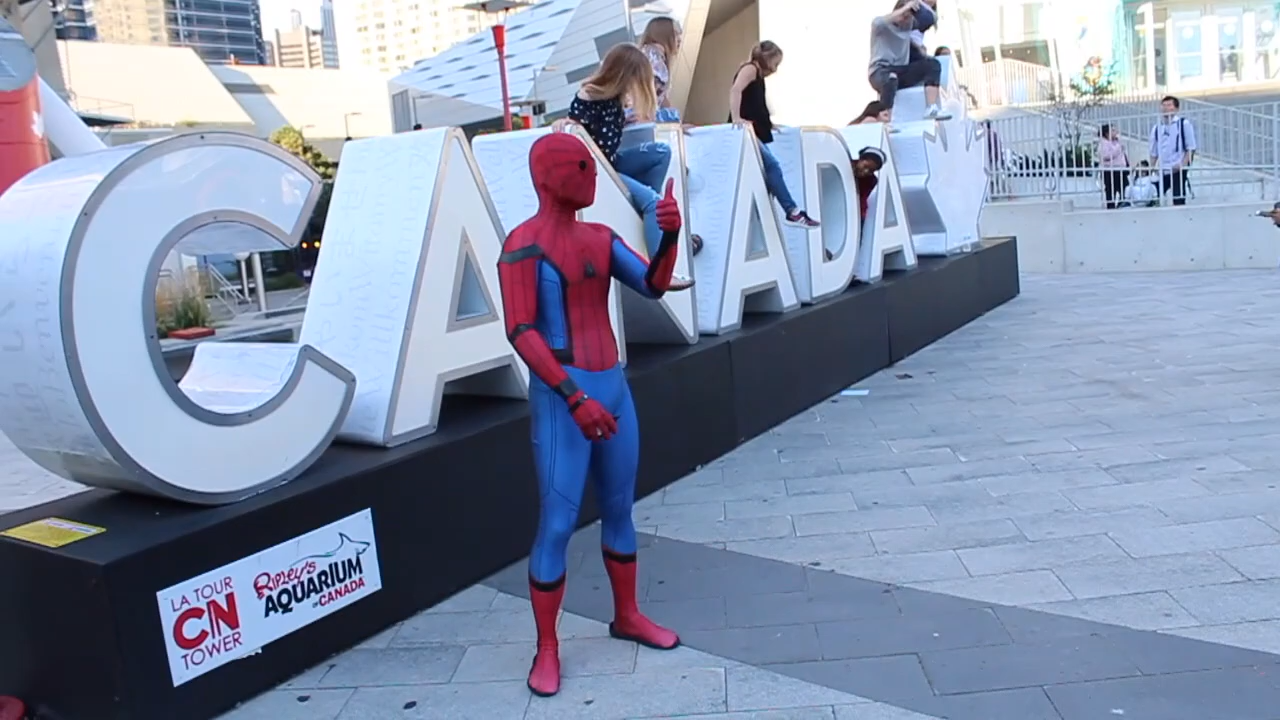 CANADA
LA TOUR
CN
TOWER
RIPLEY'S
AQUARIUM
OF CANADA